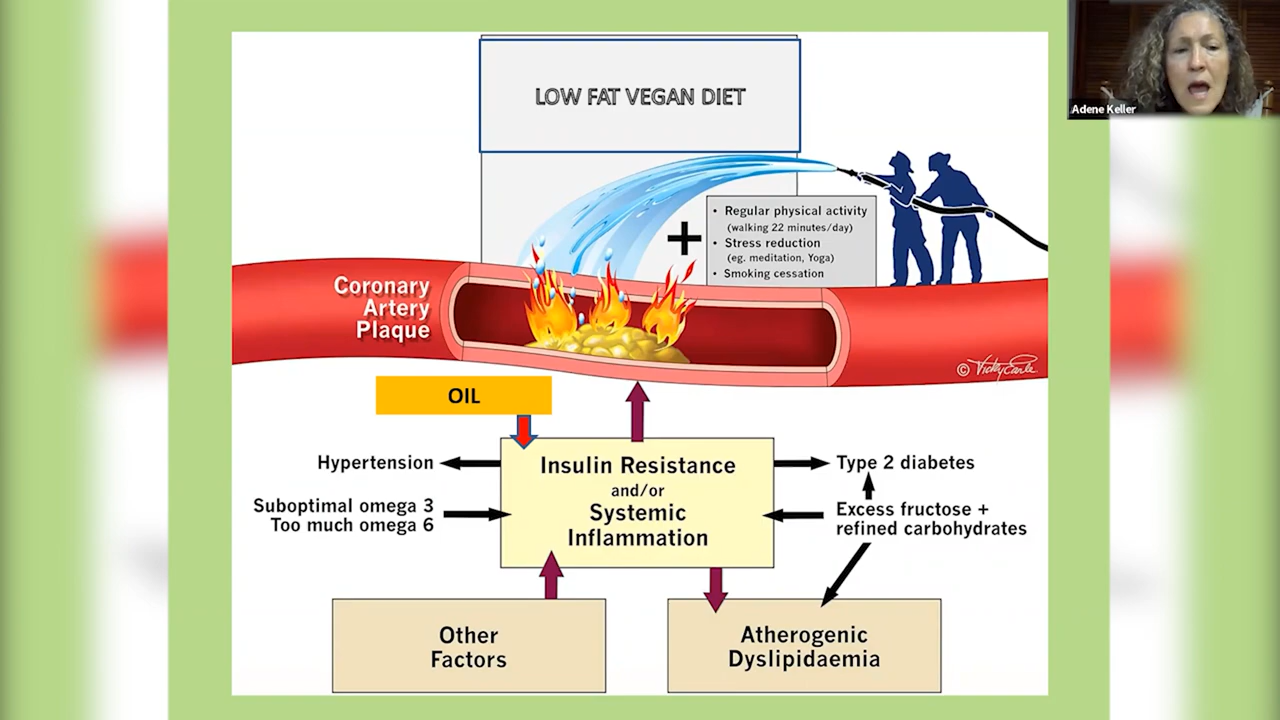 LOW FAT VEGAN DIET
Adene Keller
+
• Regular physical activity
(walking 22 minutes/day)
• Stress reduction
(eg. meditation, Yoga)
• Smoking cessation
Coronary
Artery
Plaque
© Vicky Earle
OIL
Hypertension
Insulin Resistance
and/or
Systemic
Inflammation
Type 2 diabetes
Suboptimal omega 3
Too much omega 6
Excess fructose +
refined carbohydrates
Other
Factors
Atherogenic
Dyslipidaemia